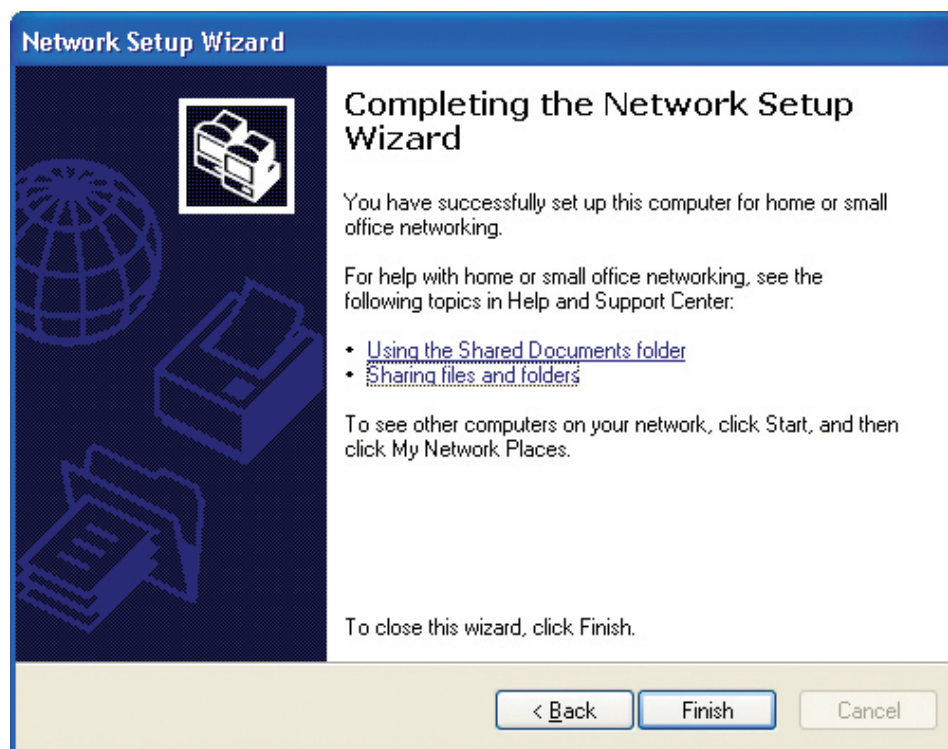 Network Setup Wizard
Completing the Network Setup
Wizard
You have successfully set up this computer for home or small
office networking.
For help with home or small office networking, see the
following topics in Help and Support Center:
• Using the Shared Documents folder
• Sharing files and folders
To see other computers on your network, click Start, and then
click My Network Places.
To close this wizard, click Finish.
< Back Finish Cancel